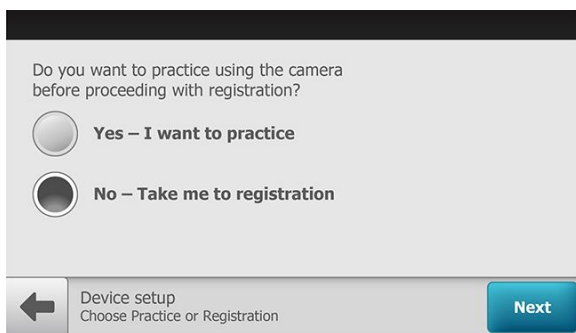 Do you want to practice using the camera
before proceeding with registration?
Yes – I want to practice
No – Take me to registration
Device setup
Choose Practice or Registration
Next